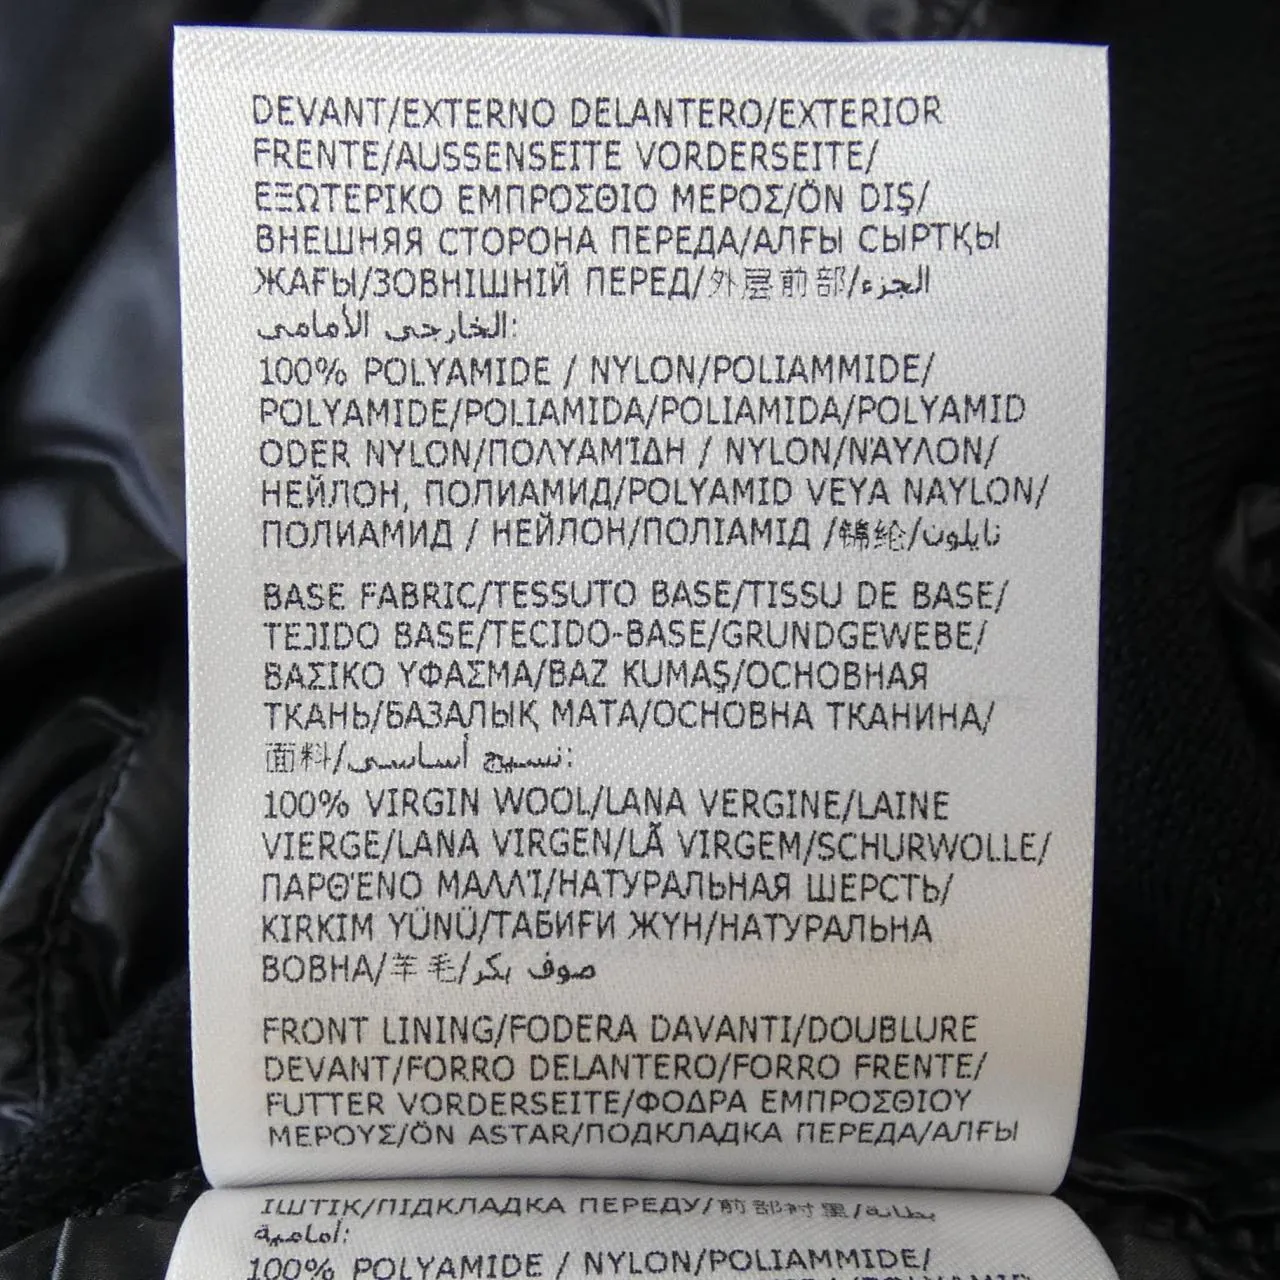 DEVANT/EXTERNO DELANTERO/EXTERIOR
FRENTE/AUSSENSEITE VORDERSEITE/
ΕΞΩΤΕΡΙΚΟ ΕΜΠΡΟΣΘΙΟ ΜΕΡΟΣ/ÖN DIŞ/
ВНЕШНЯЯ СТОРОНА ПЕРЕДА/АЛҒЫ СЫРТҚЫ
ЖАҒЫ/ЗОВНІШНІЙ ПЕРЕД/外层前部/الجزء
الخارجي الأمامي:
100% POLYAMIDE / NYLON/POLIAMMIDE/
POLYAMIDE/POLIAMIDA/POLIAMIDA/POLYAMID
ODER NYLON/ΠΟΛΥΑΜΊΔΗ / NYLON/ΝΆΥΛΟΝ/
НЕЙЛОН, ПОЛИАМИД/POLYAMID VEYA NAYLON/
ПОЛИАМИД / НЕЙЛОН/ПОЛІАМІД /锦纶/نايلون
BASE FABRIC/TESSUTO BASE/TISSU DE BASE/
TEJIDO BASE/TECIDO-BASE/GRUNDGEWEBE/
ΒΑΣΙΚΟ ΥΦΑΣΜΑ/BAZ KUMAŞ/ОСНОВНАЯ
ТКАНЬ/БАЗАЛЫҚ МАТА/ОСНОВНА ТКАНИНА/
面料/نسيج أساسي:
100% VIRGIN WOOL/LANA VERGINE/LAINE
VIERGE/LANA VIRGEN/LÃ VIRGEM/SCHURWOLLE/
ΠΑΡΘΈΝΟ ΜΑΛΛΊ/НАТУРАЛЬНАЯ ШЕРСТЬ/
KIRKIM YÜNÜ/ТАБИҒИ ЖҮН/НАТУРАЛЬНА
ВОВНА/羊毛/صوف بكر
FRONT LINING/FODERA DAVANTI/DOUBLURE
DEVANT/FORRO DELANTERO/FORRO FRENTE/
FUTTER VORDERSEITE/ΦΟΔΡΑ ΕΜΠΡΟΣΘΙΟΥ
ΜΕΡΟΥΣ/ÖN ASTAR/ПОДКЛАДКА ПЕРЕДА/АЛҒЫ
ІШТІК/ПІДКЛАДКА ПЕРЕДУ/前部衬里/بطانة
أمامية:
100% POLYAMIDE / NYLON/POLIAMMIDE/